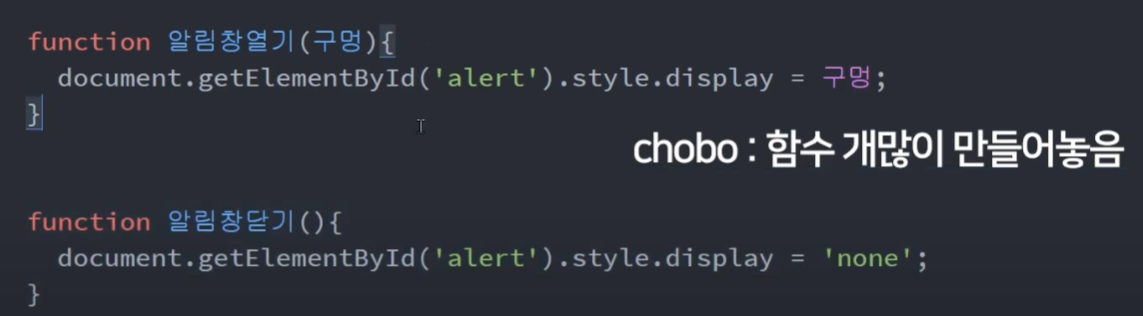 function 알림창열기(구멍){
document.getElementById('alert').style.display = 구멍;
}
chobo : 함수 개많이 만들어놓음
function 알림창닫기(){
document.getElementById('alert').style.display = 'none';
}